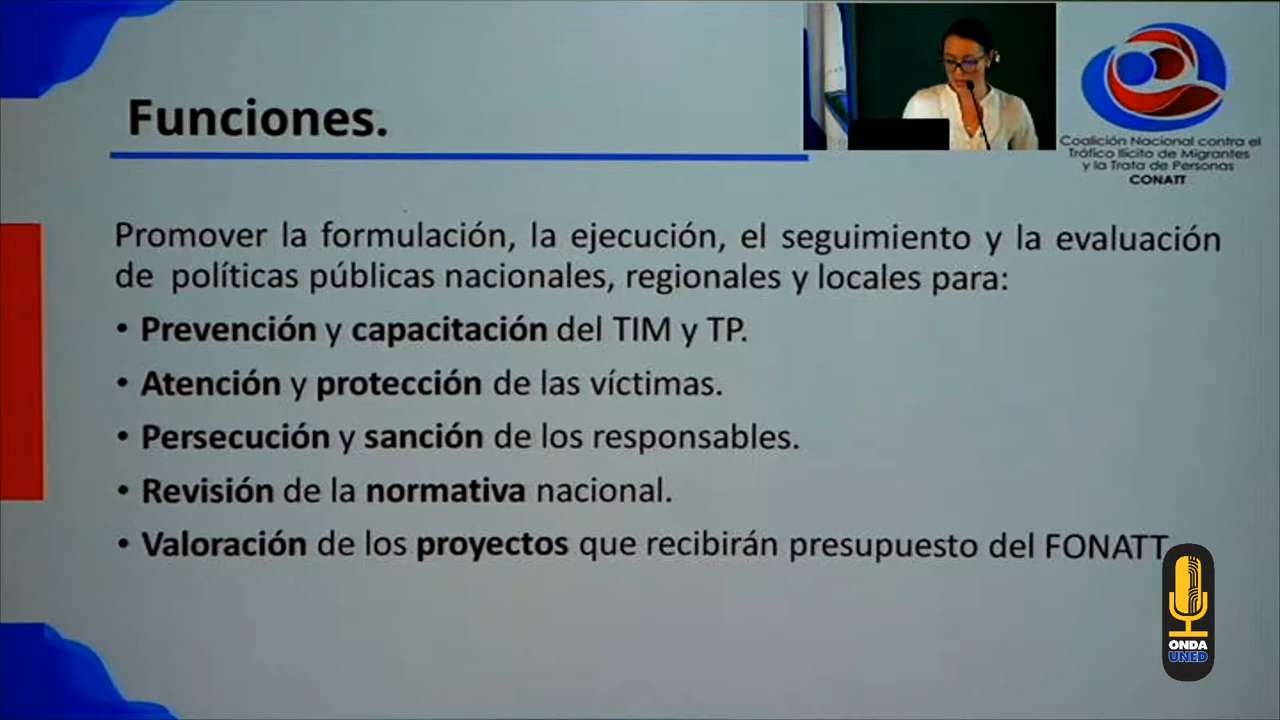 Funciones.
Coalición Nacional contra el
Tráfico Ilícito de Migrantes
y la Trata de Personas
CONATT
Promover la formulación, la ejecución, el seguimiento y la evaluación
de políticas públicas nacionales, regionales y locales para:
• Prevención y capacitación del TIM y TP.
• Atención y protección de las víctimas.
• Persecución y sanción de los responsables.
• Revisión de la normativa nacional.
• Valoración de los proyectos que recibirán presupuesto del FONATT
ONDA
UNED